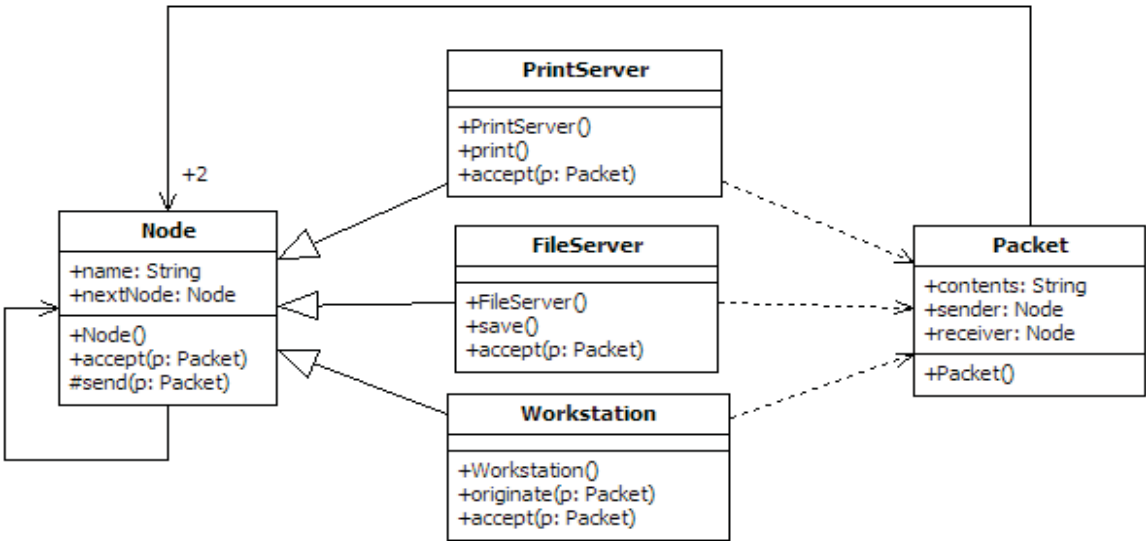 PrintServer
+PrintServer()
+print()
+accept(p: Packet)
+2
Node
+name: String
+nextNode: Node
+Node()
+accept(p: Packet)
#send(p: Packet)
FileServer
+FileServer()
+save()
+accept(p: Packet)
Packet
+contents: String
+sender: Node
+receiver: Node
+Packet()
Workstation
+Workstation()
+originate(p: Packet)
+accept(p: Packet)